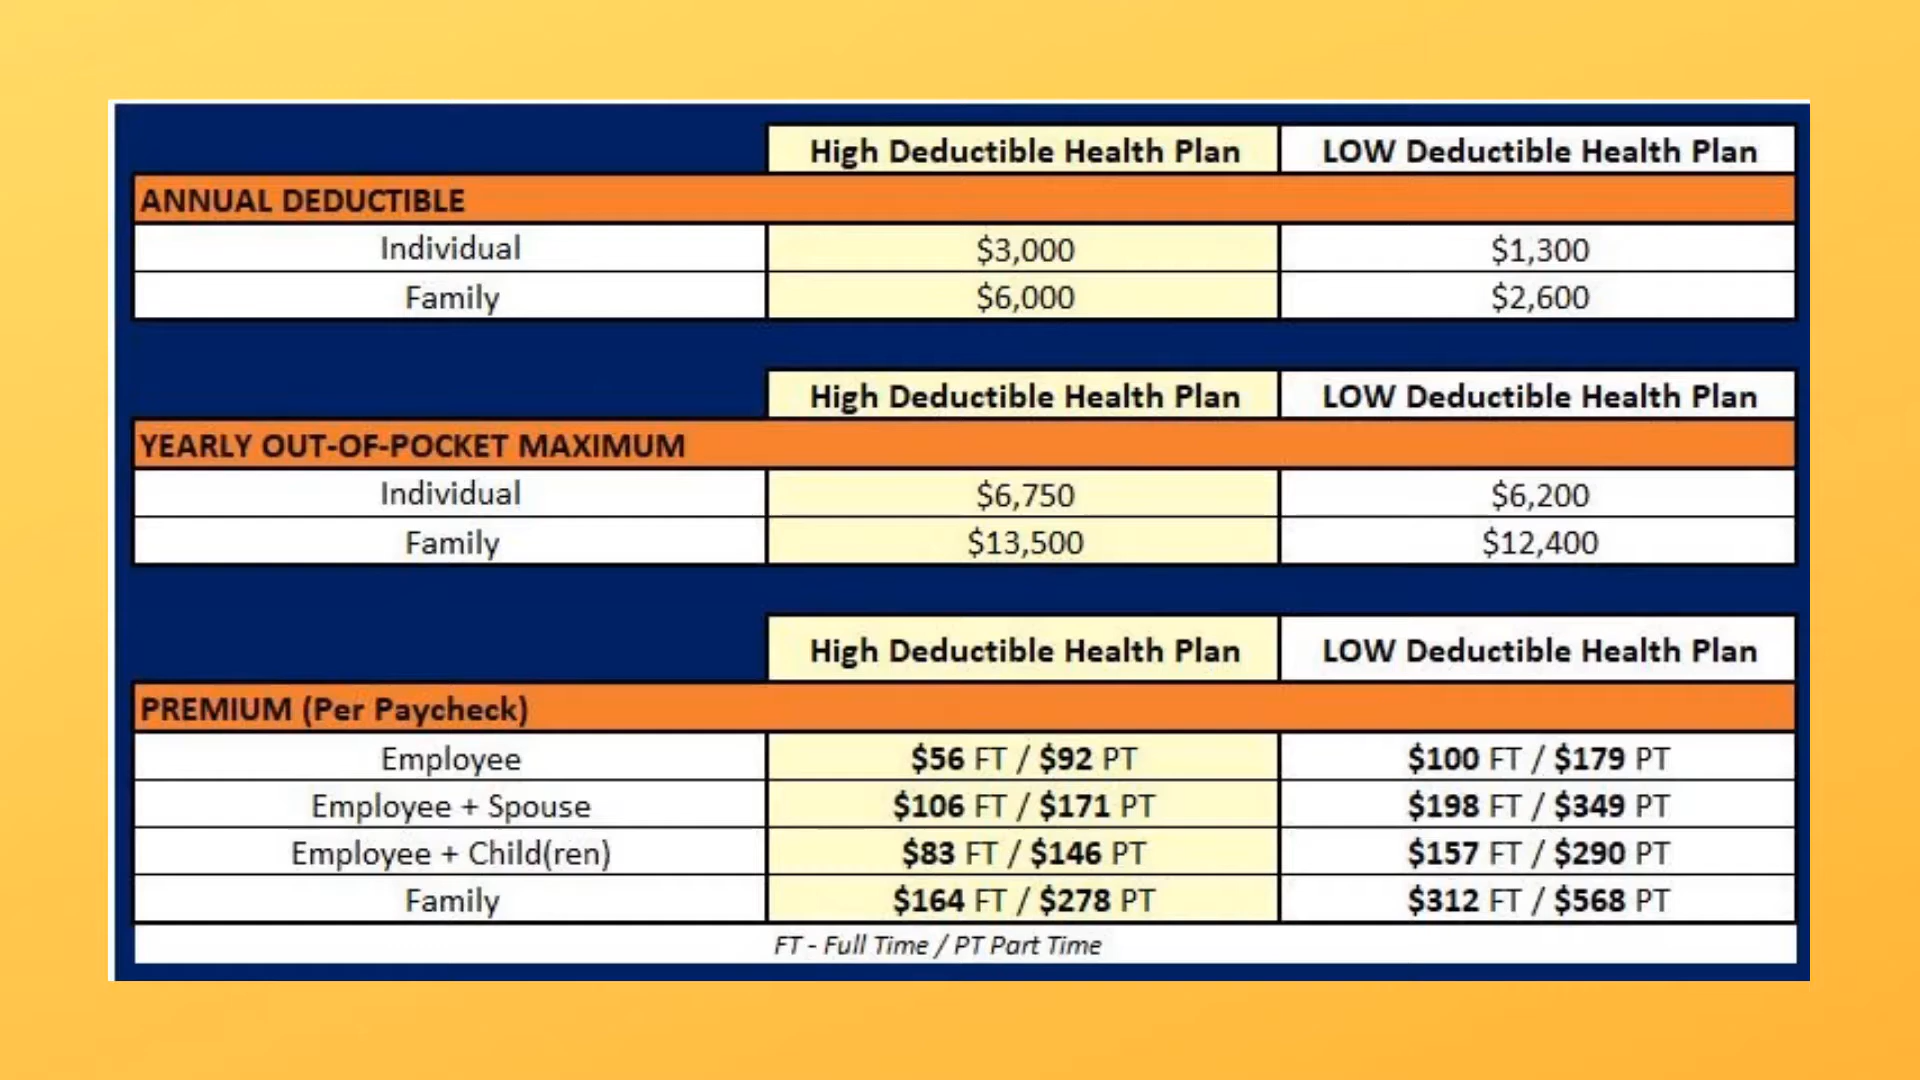 High Deductible Health Plan LOW Deductible Health Plan
ANNUAL DEDUCTIBLE
Individual $3,000 $1,300
Family $6,000 $2,600
High Deductible Health Plan LOW Deductible Health Plan
YEARLY OUT-OF-POCKET MAXIMUM
Individual $6,750 $6,200
Family $13,500 $12,400
High Deductible Health Plan LOW Deductible Health Plan
PREMIUM (Per Paycheck)
Employee $56 FT / $92 PT $100 FT / $179 PT
Employee + Spouse $106 FT / $171 PT $198 FT / $349 PT
Employee + Child(ren) $83 FT / $146 PT $157 FT / $290 PT
Family $164 FT / $278 PT $312 FT / $568 PT
FT - Full Time / PT Part Time